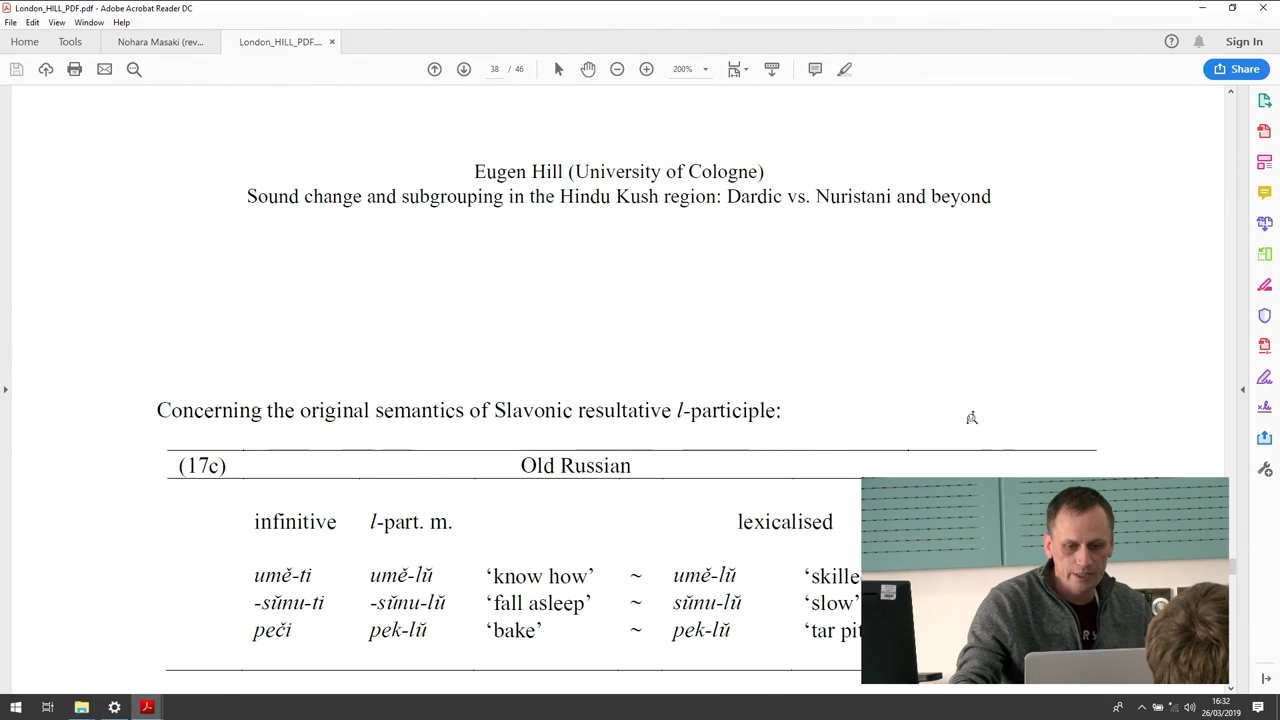 London_HILL_PDF.pdf - Adobe Acrobat Reader DC
File Edit View Window Help
Home Tools Nohara Masaki (rev... London_HILL_PDF.... × Sign In
38 / 46 200% Share
Eugen Hill (University of Cologne)
Sound change and subgrouping in the Hindu Kush region: Dardic vs. Nuristani and beyond
Concerning the original semantics of Slavonic resultative l-participle:
(17c) Old Russian
infinitive l-part. m. lexicalised
umě-ti umě-lŭ ‘know how’ ~ umě-lŭ ‘skille
-sŭnu-ti -sŭnu-lŭ ‘fall asleep’ ~ sŭnu-lŭ ‘slow’
peči pek-lŭ ‘bake’ ~ pek-lŭ ‘tar pit
16:32
26/03/2019